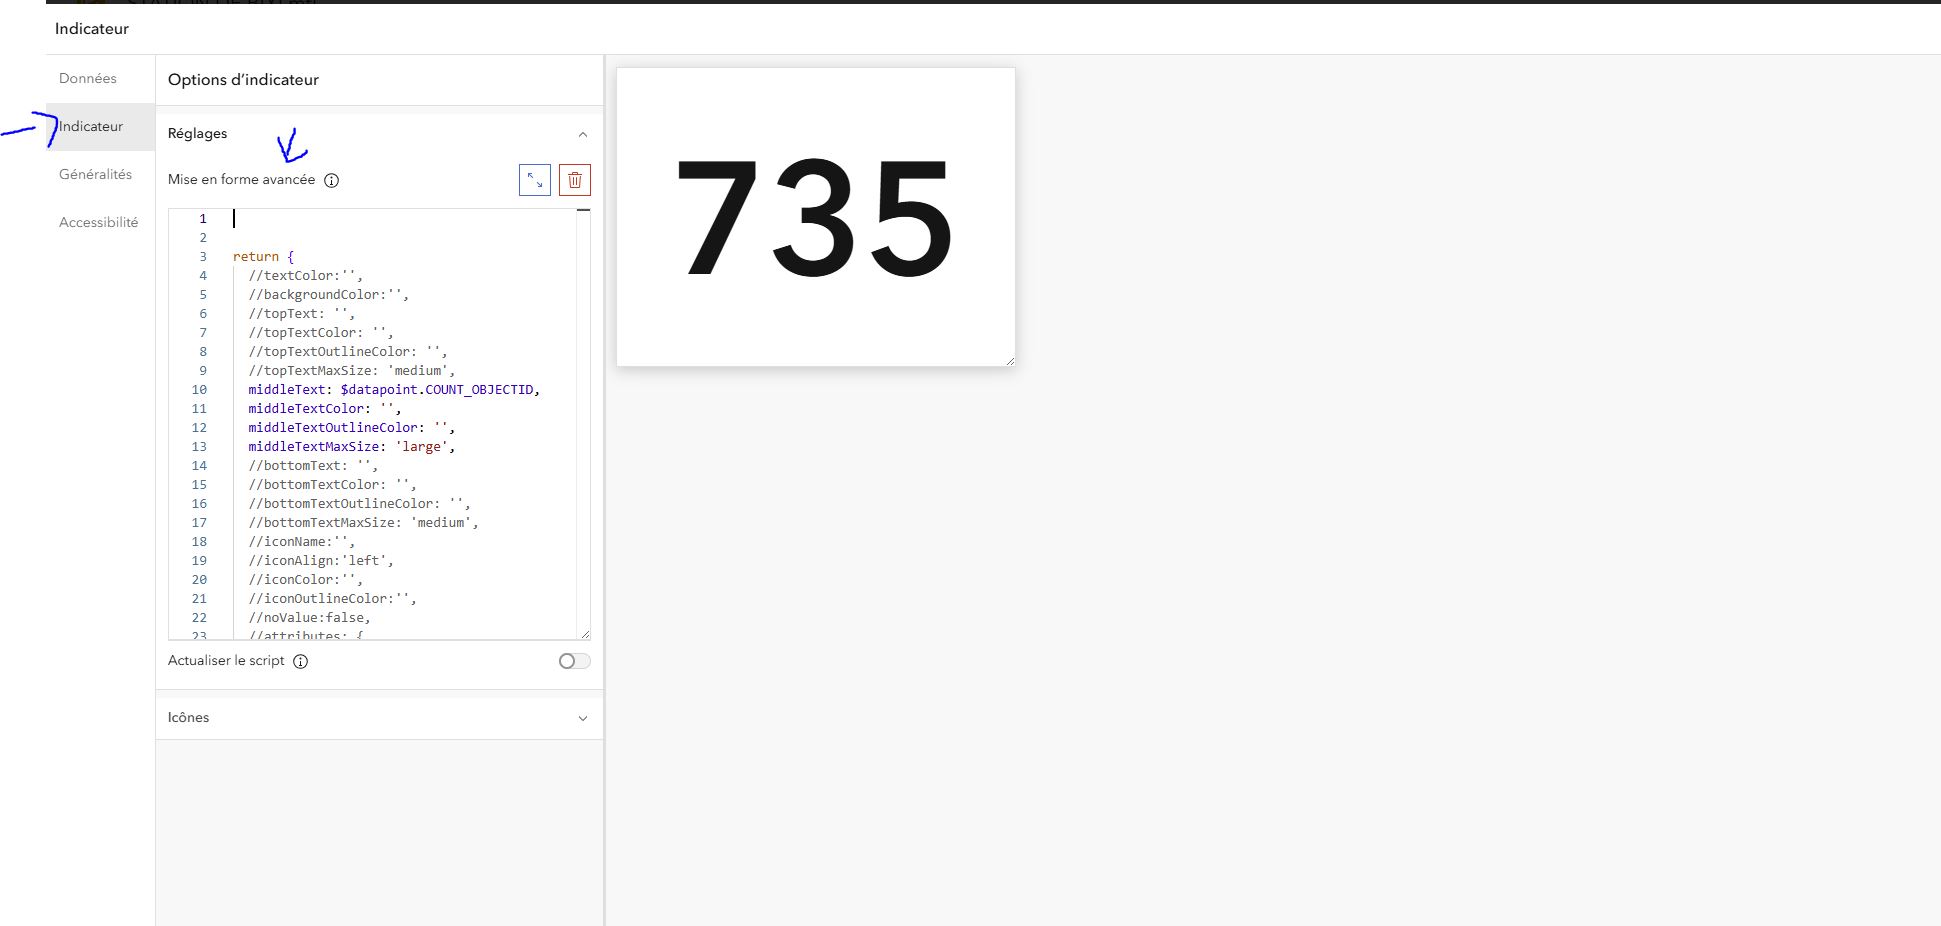 Indicateur
Données
Indicateur
Généralités
Accessibilité
Options d’indicateur
Réglages
Mise en forme avancée
1
2
3 return {
4 //textColor:'',
5 //backgroundColor:'',
6 //topText: '',
7 //topTextColor: '',
8 //topTextOutlineColor: '',
9 //topTextMaxSize: 'medium',
10 middleText: $datapoint.COUNT_OBJECTID,
11 middleTextColor: '',
12 middleTextOutlineColor: '',
13 middleTextMaxSize: 'large',
14 //bottomText: '',
15 //bottomTextColor: '',
16 //bottomTextOutlineColor: '',
17 //bottomTextMaxSize: 'medium',
18 //iconName:'',
19 //iconAlign:'left',
20 //iconColor:'',
21 //iconOutlineColor:'',
22 //noValue:false,
23 //attributes: {
Actualiser le script
Icônes
735